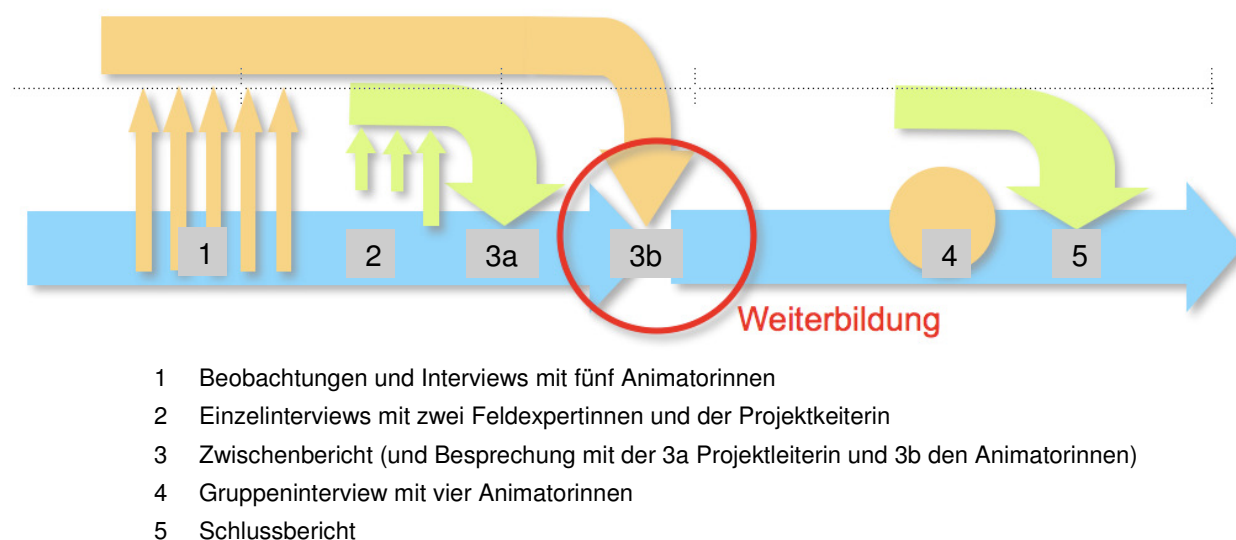 1 2 3a 3b 4 5
Weiterbildung
1 Beobachtungen und Interviews mit fünf Animatorinnen
2 Einzelinterviews mit zwei Feldexpertinnen und der Projektkeiterin
3 Zwischenbericht (und Besprechung mit der 3a Projektleiterin und 3b den Animatorinnen)
4 Gruppeninterview mit vier Animatorinnen
5 Schlussbericht